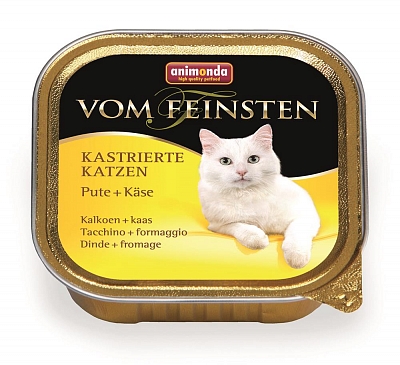 animonda
high quality petfood
VOM FEINSTEN
KASTRIERTE
KATZEN
Pute + Käse
Kalkoen + kaas
Tacchino + formaggio
Dinde + fromage